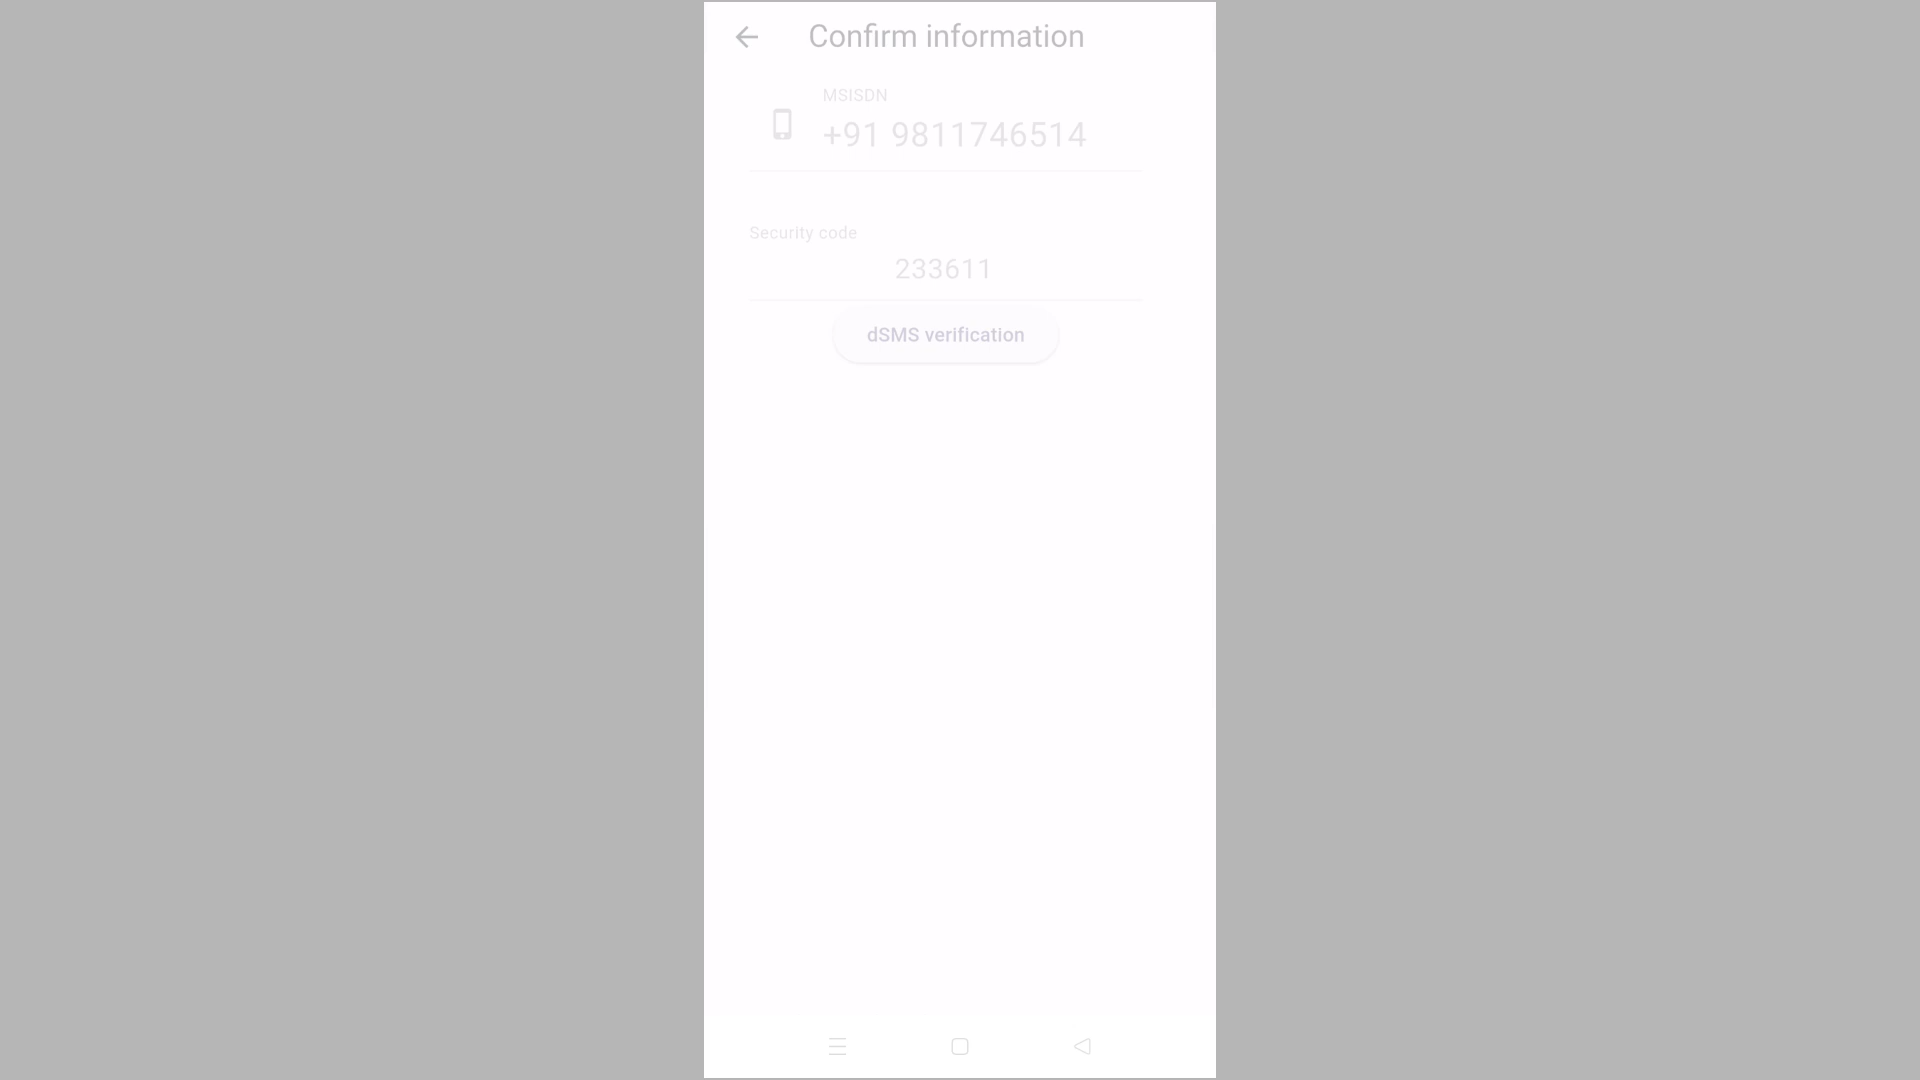 Confirm information
MSISDN
+91 9811746514
Security code
233611
dSMS verification